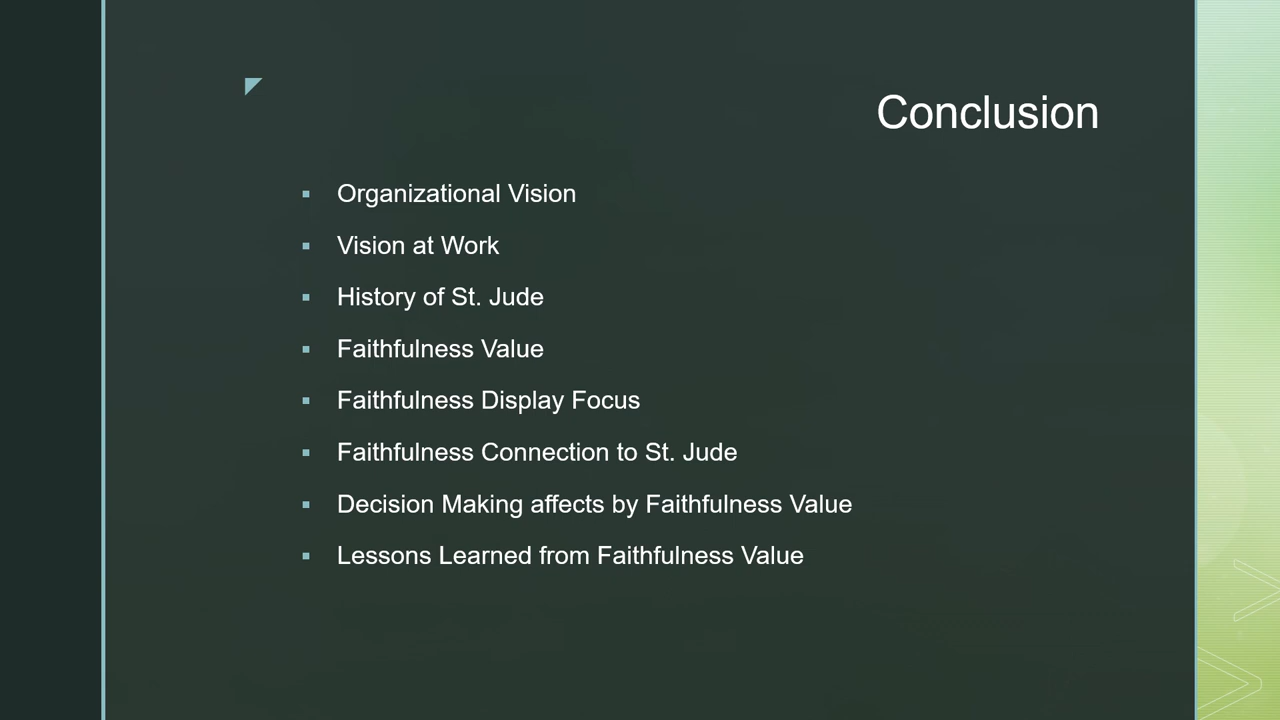 Conclusion
Organizational Vision
Vision at Work
History of St. Jude
Faithfulness Value
Faithfulness Display Focus
Faithfulness Connection to St. Jude
Decision Making affects by Faithfulness Value
Lessons Learned from Faithfulness Value